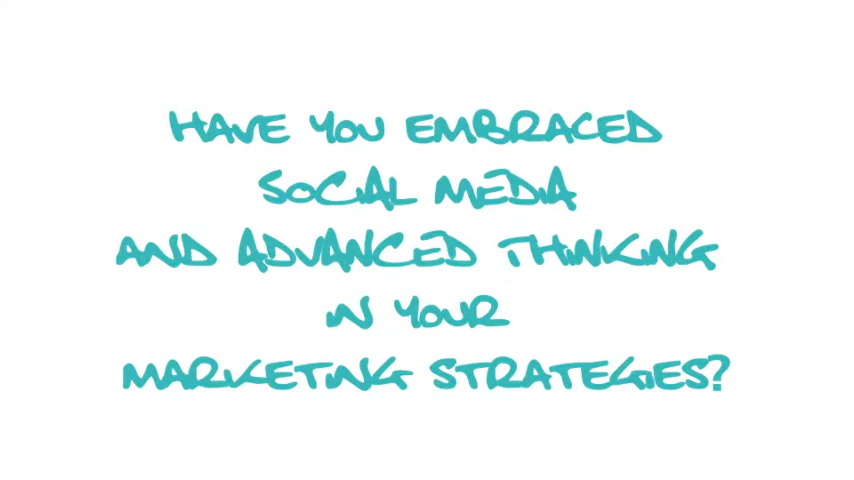 HAVE YOU EMBRACED
SOCIAL MEDIA
AND ADVANCED THINKING
IN YOUR
MARKETING STRATEGIES?